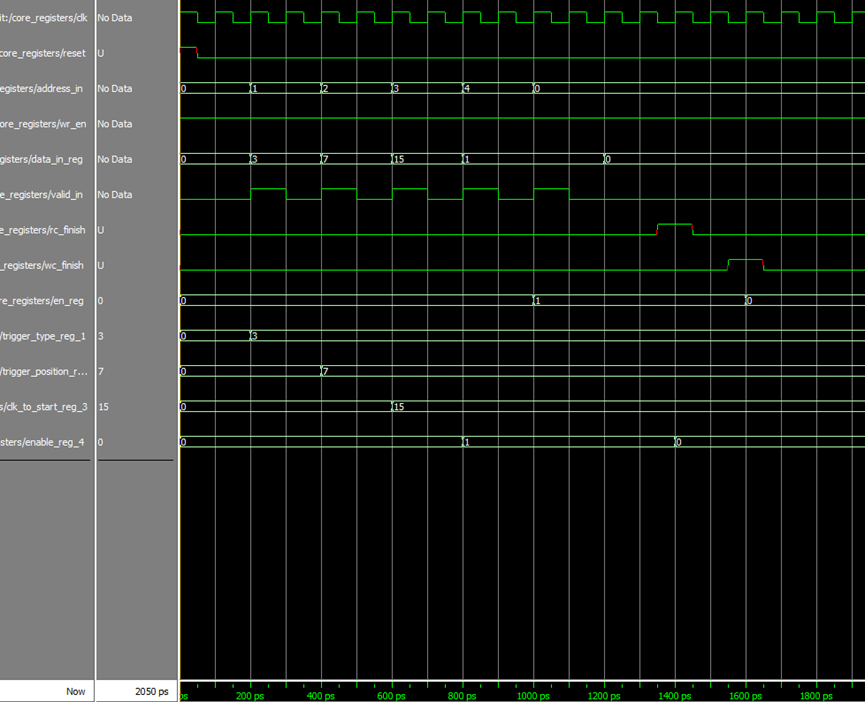 it:/core_registers/clk No Data
core_registers/reset U
egisters/address_in No Data 0 1 2 3 4 0
ore_registers/wr_en No Data
gisters/data_in_reg No Data 0 3 7 15 1 0
e_registers/valid_in No Data
e_registers/rc_finish U
_registers/wc_finish U
re_registers/en_reg 0 0 1 0
/trigger_type_reg_1 3 0 3
/trigger_position_r... 7 0 7
s/clk_to_start_reg_3 15 0 15
isters/enable_reg_4 0 0 1 0
Now 2050 ps ps 200 ps 400 ps 600 ps 800 ps 1000 ps 1200 ps 1400 ps 1600 ps 1800 ps